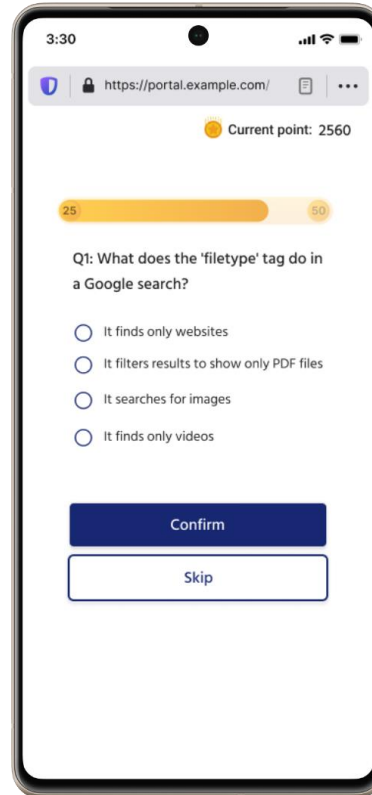 3:30
https://portal.example.com/
Current point: 2560
25
50
Q1: What does the 'filetype' tag do in
a Google search?
It finds only websites
It filters results to show only PDF files
It searches for images
It finds only videos
Confirm
Skip